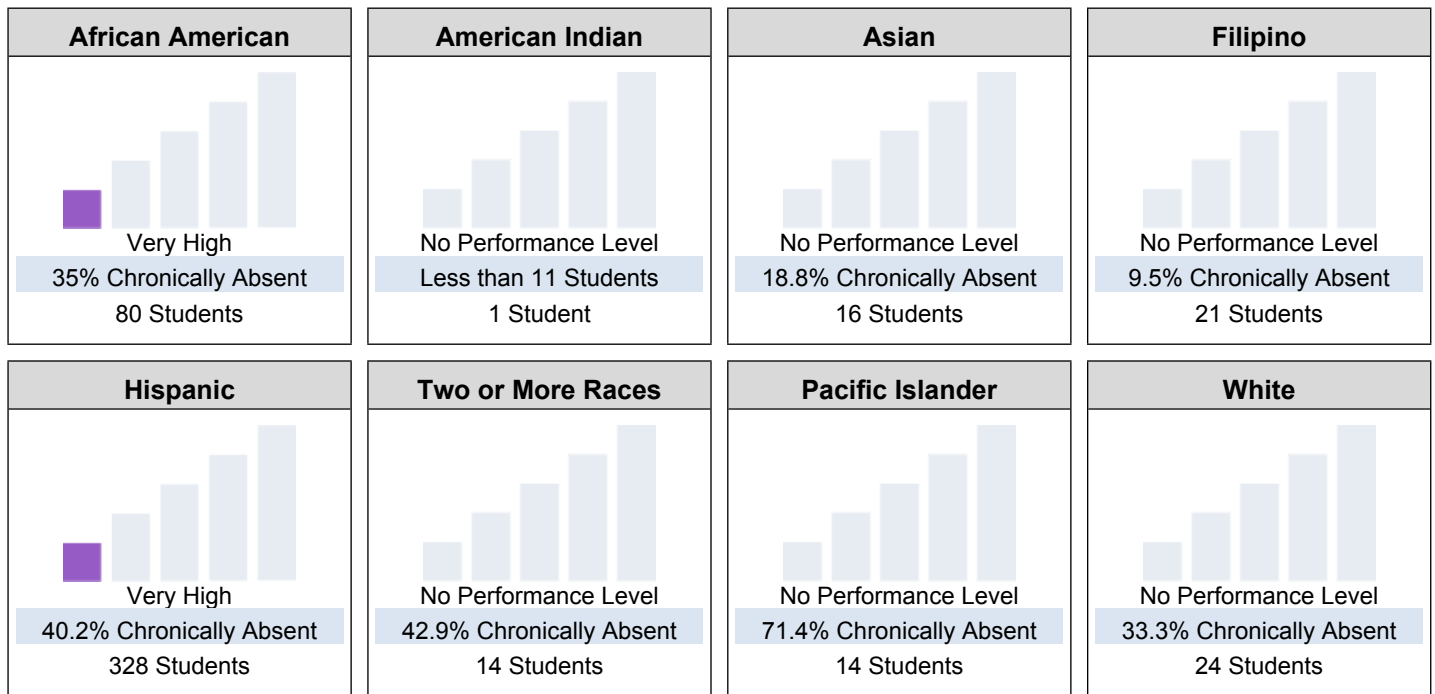 African American
Very High
35% Chronically Absent
80 Students
American Indian
No Performance Level
Less than 11 Students
1 Student
Asian
No Performance Level
18.8% Chronically Absent
16 Students
Filipino
No Performance Level
9.5% Chronically Absent
21 Students
Hispanic
Very High
40.2% Chronically Absent
328 Students
Two or More Races
No Performance Level
42.9% Chronically Absent
14 Students
Pacific Islander
No Performance Level
71.4% Chronically Absent
14 Students
White
No Performance Level
33.3% Chronically Absent
24 Students